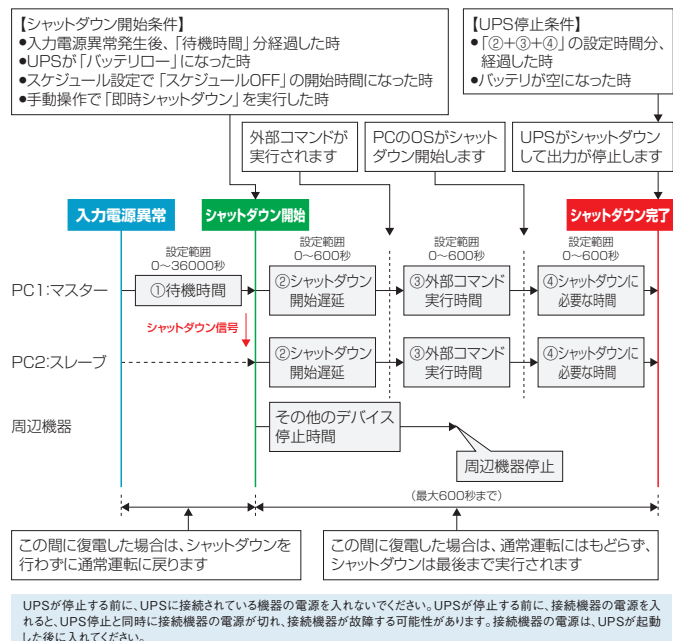 【シャットダウン開始条件】
●入力電源異常発生後、「待機時間」分経過した時
●UPSが「バッテリロー」になった時
●スケジュール設定で「スケジュールOFF」の開始時間になった時
●手動操作で「即時シャットダウン」を実行した時
【UPS停止条件】
●「②+③+④」の設定時間分、
経過した時
●バッテリが空になった時
外部コマンドが
実行されます
PCのOSがシャット
ダウン開始します
UPSがシャットダウン
して出力が停止します
入力電源異常
シャットダウン開始
シャットダウン完了
設定範囲
0〜36000秒
設定範囲
0〜600秒
設定範囲
0〜600秒
設定範囲
0〜600秒
PC1:マスター
①待機時間
②シャットダウン
開始遅延
③外部コマンド
実行時間
④シャットダウンに
必要な時間
シャットダウン信号
PC2:スレーブ
②シャットダウン
開始遅延
③外部コマンド
実行時間
④シャットダウンに
必要な時間
周辺機器
その他のデバイス
停止時間
周辺機器停止
(最大600秒まで)
この間に復電した場合は、シャットダウンを
行わずに通常運転に戻ります
この間に復電した場合は、通常運転にはもどらず、
シャットダウンは最後まで実行されます
UPSが停止する前に、UPSに接続されている機器の電源を入れないでください。UPSが停止する前に、接続機器の電源を入
れると、UPS停止と同時に接続機器の電源が切れ、接続機器が故障する可能性があります。接続機器の電源は、UPSが起動
した後に入れてください。